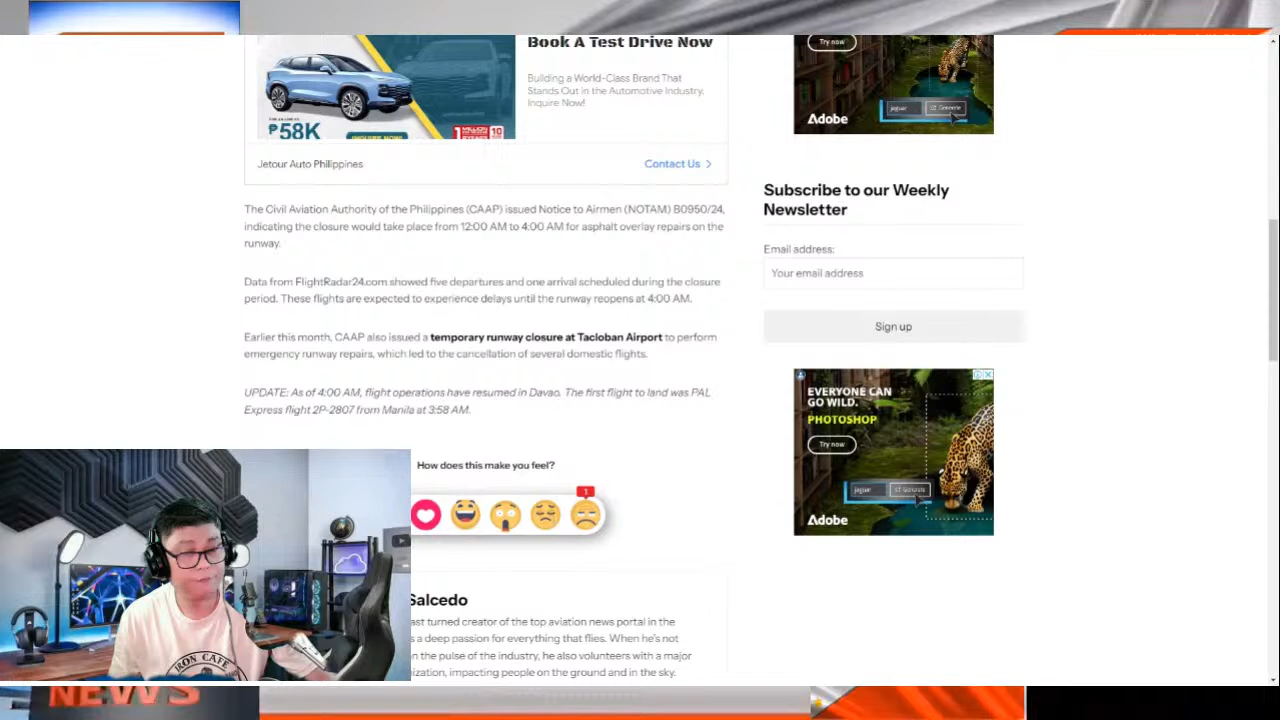 Book A Test Drive Now
Building a World-Class Brand That
Stands Out in the Automotive Industry.
Inquire Now!
₱58K
INQUIRE NOW!
1 MILLION
10
Jetour Auto Philippines
Contact Us
The Civil Aviation Authority of the Philippines (CAAP) issued Notice to Airmen (NOTAM) B0950/24,
indicating the closure would take place from 12:00 AM to 4:00 AM for asphalt overlay repairs on the
runway.
Data from FlightRadar24.com showed five departures and one arrival scheduled during the closure
period. These flights are expected to experience delays until the runway reopens at 4:00 AM.
Earlier this month, CAAP also issued a temporary runway closure at Tacloban Airport to perform
emergency runway repairs, which led to the cancellation of several domestic flights.
UPDATE: As of 4:00 AM, flight operations have resumed in Davao. The first flight to land was PAL
Express flight 2P-2807 from Manila at 3:58 AM.
How does this make you feel?
1
Salcedo
turned creator of the top aviation news portal in the
a deep passion for everything that flies. When he's not
the pulse of the industry, he also volunteers with a major
impacting people on the ground and in the sky.
Try now
jaguar
Generate
Adobe
Subscribe to our Weekly
Newsletter
Email address:
Your email address
Sign up
EVERYONE CAN
GO WILD.
PHOTOSHOP
Try now
jaguar
Generate
Adobe
IRON CAFE
NEWS